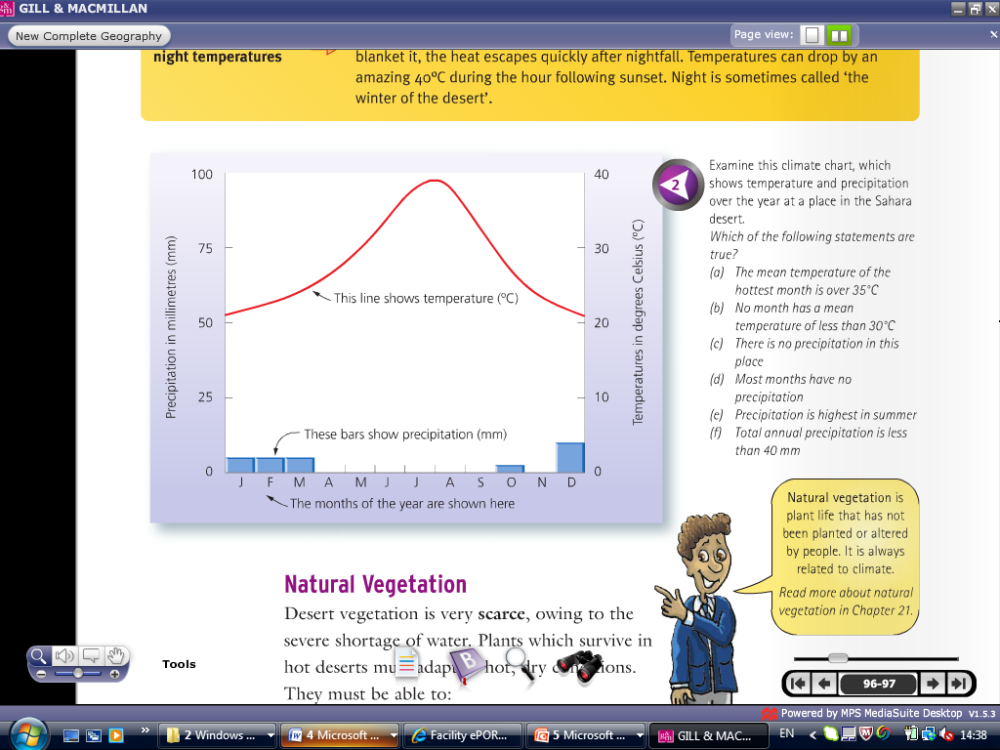 GILL & MACMILLAN
New Complete Geography
Page view:
night temperatures
blanket it, the heat escapes quickly after nightfall. Temperatures can drop by an
amazing 40ºC during the hour following sunset. Night is sometimes called ‘the
winter of the desert’.
100
75
50
25
0
Precipitation in millimetres (mm)
40
30
20
10
0
Temperatures in degrees Celsius (ºC)
This line shows temperature (ºC)
These bars show precipitation (mm)
J F M A M J J A S O N D
The months of the year are shown here
2
Examine this climate chart, which
shows temperature and precipitation
over the year at a place in the Sahara
desert.
Which of the following statements are
true?
(a) The mean temperature of the
hottest month is over 35°C
(b) No month has a mean
temperature of less than 30°C
(c) There is no precipitation in this
place
(d) Most months have no
precipitation
(e) Precipitation is highest in summer
(f) Total annual precipitation is less
than 40 mm
Natural vegetation is
plant life that has not
been planted or altered
by people. It is always
related to climate.
Read more about natural
vegetation in Chapter 21.
Natural Vegetation
Desert vegetation is very scarce, owing to the
severe shortage of water. Plants which survive in
hot deserts hot, dry
They must be able to:
Tools
B
96-97
Powered by MPS MediaSuite Desktop v1.5.3
2 Windows ...
4 Microsoft ...
Facility ePOR...
5 Microsoft ...
GILL & MAC...
EN
14:38